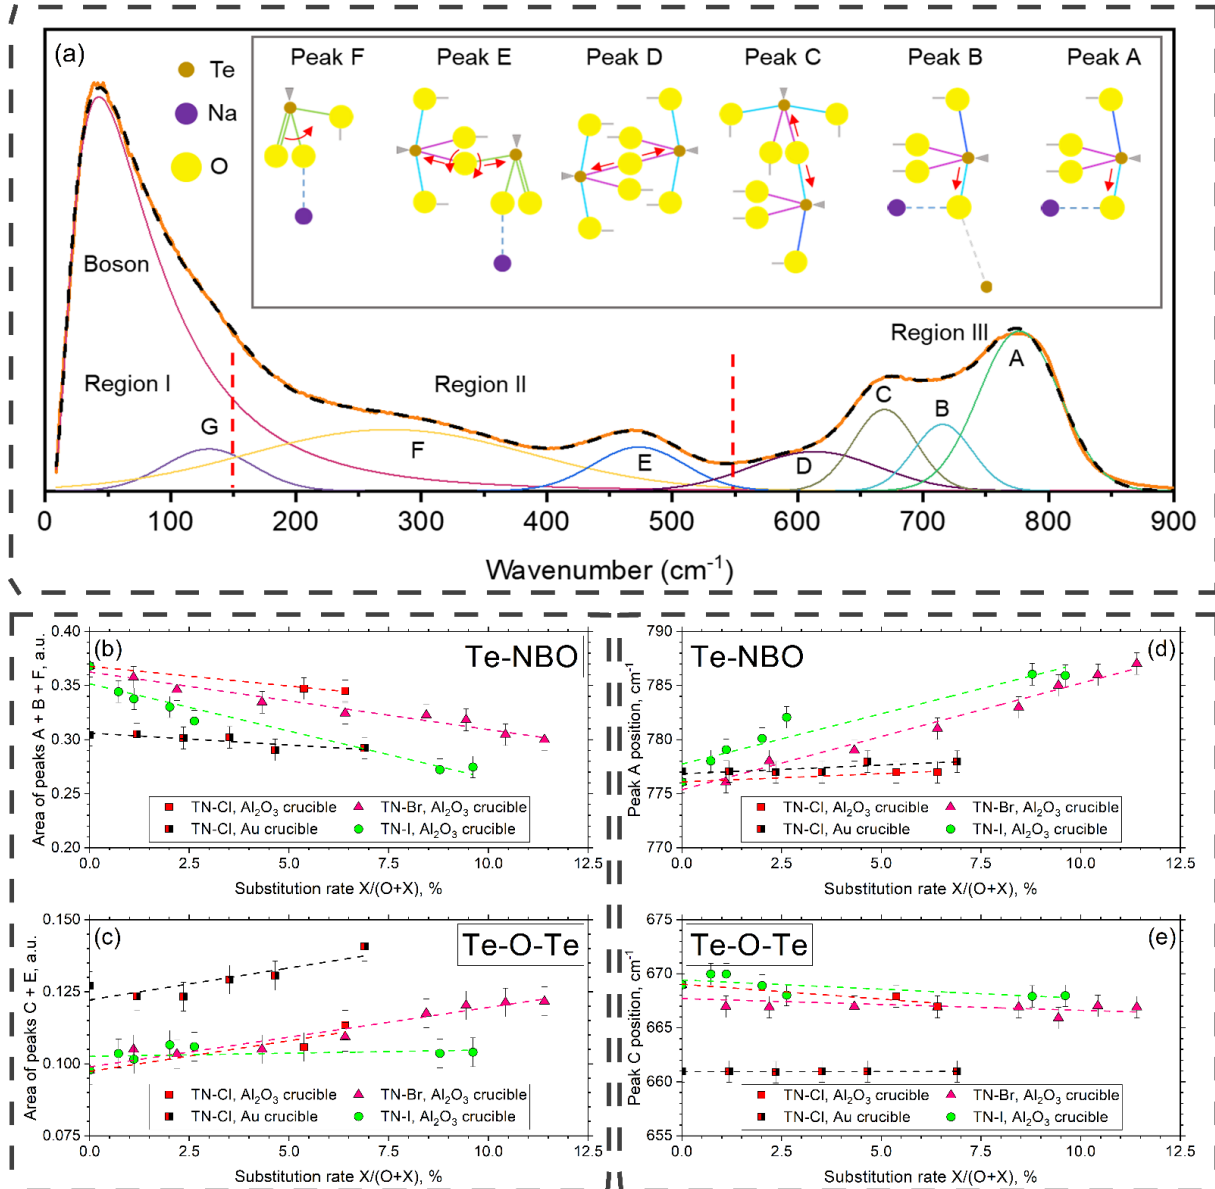 (a)
Peak F Peak E Peak D Peak C Peak B Peak A
Te
Na
O
Boson
Region I
Region II
Region III
G
F
E
D
C
B
A
0 100 200 300 400 500 600 700 800 900
Wavenumber (cm⁻¹)
(b)
Te-NBO
Area of peaks A + B + F, a.u.
0.40
0.35
0.30
0.25
0.20
TN-Cl, Al₂O₃ crucible
TN-Br, Al₂O₃ crucible
TN-Cl, Au crucible
TN-I, Al₂O₃ crucible
0.0 2.5 5.0 7.5 10.0 12.5
Substitution rate X/(O+X), %
(d)
Te-NBO
Peak A position, cm⁻¹
790
785
780
775
770
TN-Cl, Al₂O₃ crucible
TN-Br, Al₂O₃ crucible
TN-Cl, Au crucible
TN-I, Al₂O₃ crucible
0.0 2.5 5.0 7.5 10.0 12.5
Substitution rate X/(O+X), %
(c)
Te-O-Te
Area of peaks C + E, a.u.
0.150
0.125
0.100
0.075
TN-Cl, Al₂O₃ crucible
TN-Br, Al₂O₃ crucible
TN-Cl, Au crucible
TN-I, Al₂O₃ crucible
0.0 2.5 5.0 7.5 10.0 12.5
Substitution rate X/(O+X), %
(e)
Te-O-Te
Peak C position, cm⁻¹
675
670
665
660
655
TN-Cl, Al₂O₃ crucible
TN-Br, Al₂O₃ crucible
TN-Cl, Au crucible
TN-I, Al₂O₃ crucible
0.0 2.5 5.0 7.5 10.0 12.5
Substitution rate X/(O+X), %